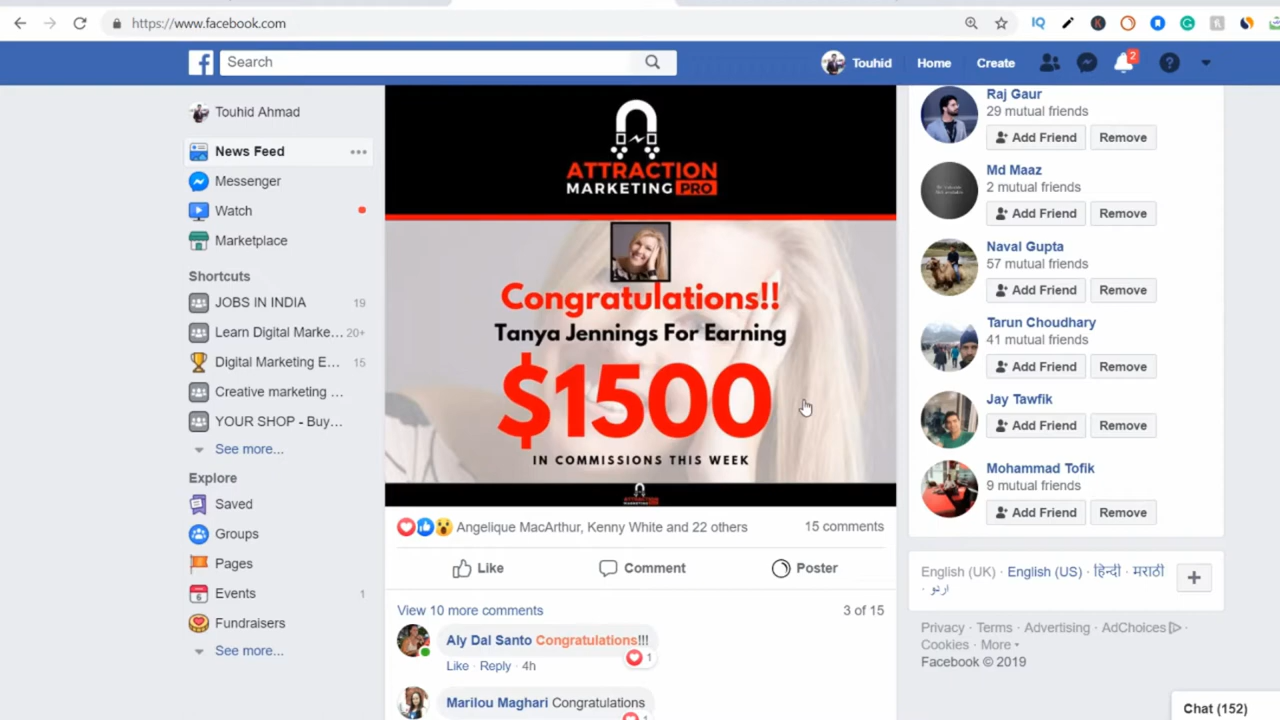 https://www.facebook.com
IQ
f
Search
Touhid
Home
Create
2
Touhid Ahmad
News Feed
Messenger
Watch
Marketplace
Shortcuts
JOBS IN INDIA 19
Learn Digital Marke... 20+
Digital Marketing E... 15
Creative marketing ...
YOUR SHOP - Buy...
See more...
Explore
Saved
Groups
Pages
Events 1
Fundraisers
See more...
ATTRACTION
MARKETING PRO
Congratulations!!
Tanya Jennings For Earning
$1500
IN COMMISSIONS THIS WEEK
Angelique MacArthur, Kenny White and 22 others
15 comments
Like
Comment
Poster
View 10 more comments
3 of 15
Aly Dal Santo Congratulations!!!
1
Like · Reply · 4h
Marilou Maghari Congratulations
Raj Gaur
29 mutual friends
Add Friend Remove
Md Maaz
2 mutual friends
Add Friend Remove
Naval Gupta
57 mutual friends
Add Friend Remove
Tarun Choudhary
41 mutual friends
Add Friend Remove
Jay Tawfik
Add Friend Remove
Mohammad Tofik
9 mutual friends
Add Friend Remove
English (UK) · English (US) · हिन्दी · मराठी
· اردو
Privacy · Terms · Advertising · AdChoices ·
Cookies · More
Facebook © 2019
Chat (152)